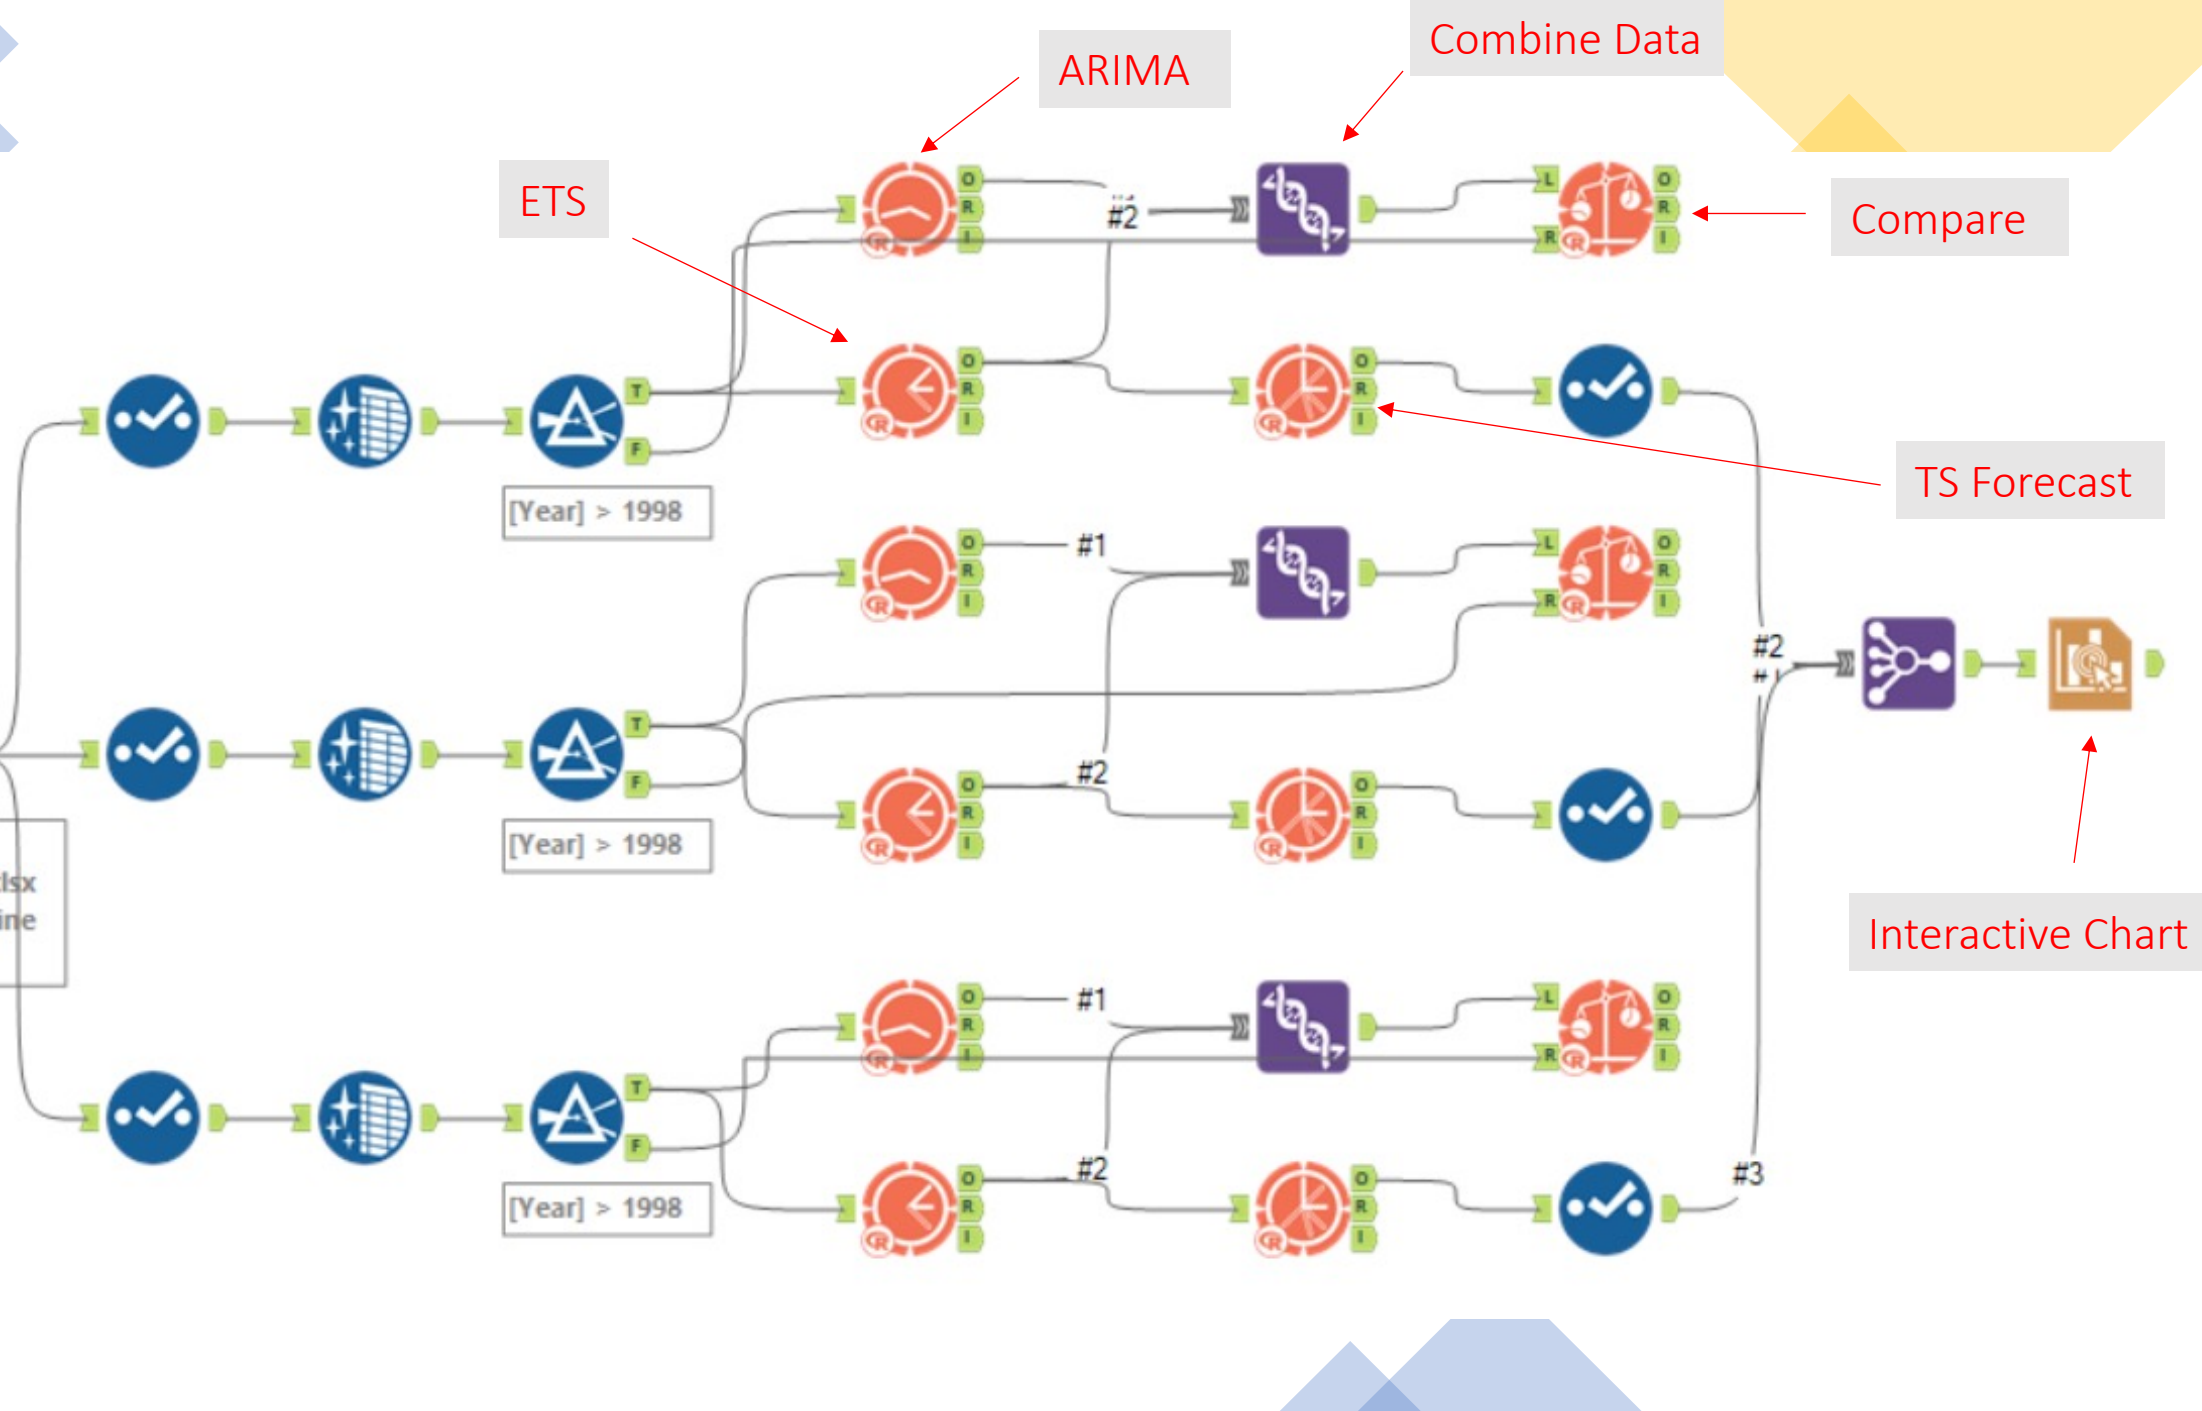 ARIMA
Combine Data
ETS
Compare
O
R
I
#2
L
R
O
R
I
T
F
O
R
I
O
R
I
[Year] > 1998
TS Forecast
O
R
I
#1
L
R
O
R
I
#2
#1
T
F
[Year] > 1998
#2
O
R
I
O
R
I
Interactive Chart
O
R
I
#1
L
R
O
R
I
T
F
[Year] > 1998
#2
O
R
I
O
R
I
#3